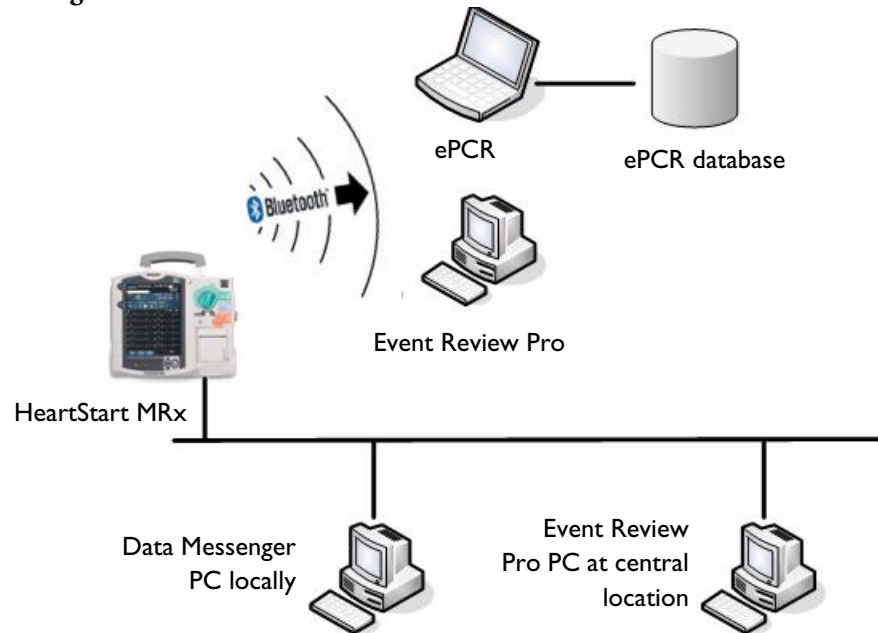 ePCR
ePCR database
Bluetooth™
Event Review Pro
HeartStart MRx
Data Messenger
PC locally
Event Review
Pro PC at central
location